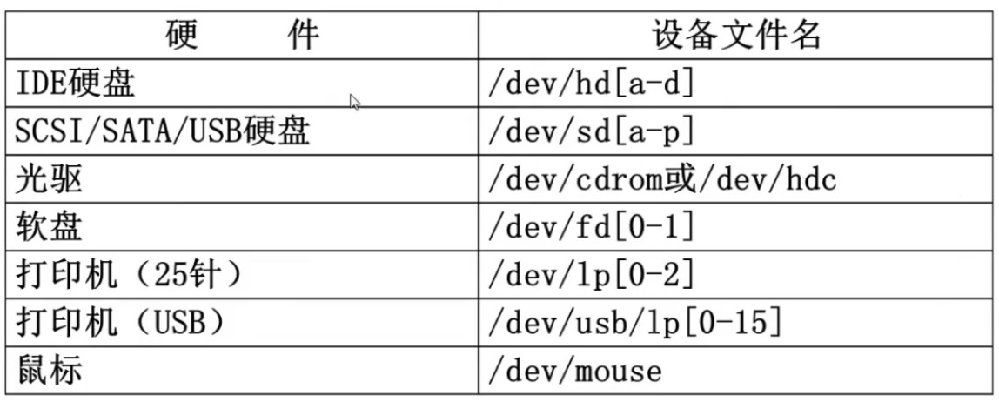 硬 件 设备文件名
IDE硬盘 /dev/hd[a-d]
SCSI/SATA/USB硬盘 /dev/sd[a-p]
光驱 /dev/cdrom或/dev/hdc
软盘 /dev/fd[0-1]
打印机（25针） /dev/lp[0-2]
打印机（USB） /dev/usb/lp[0-15]
鼠标 /dev/mouse